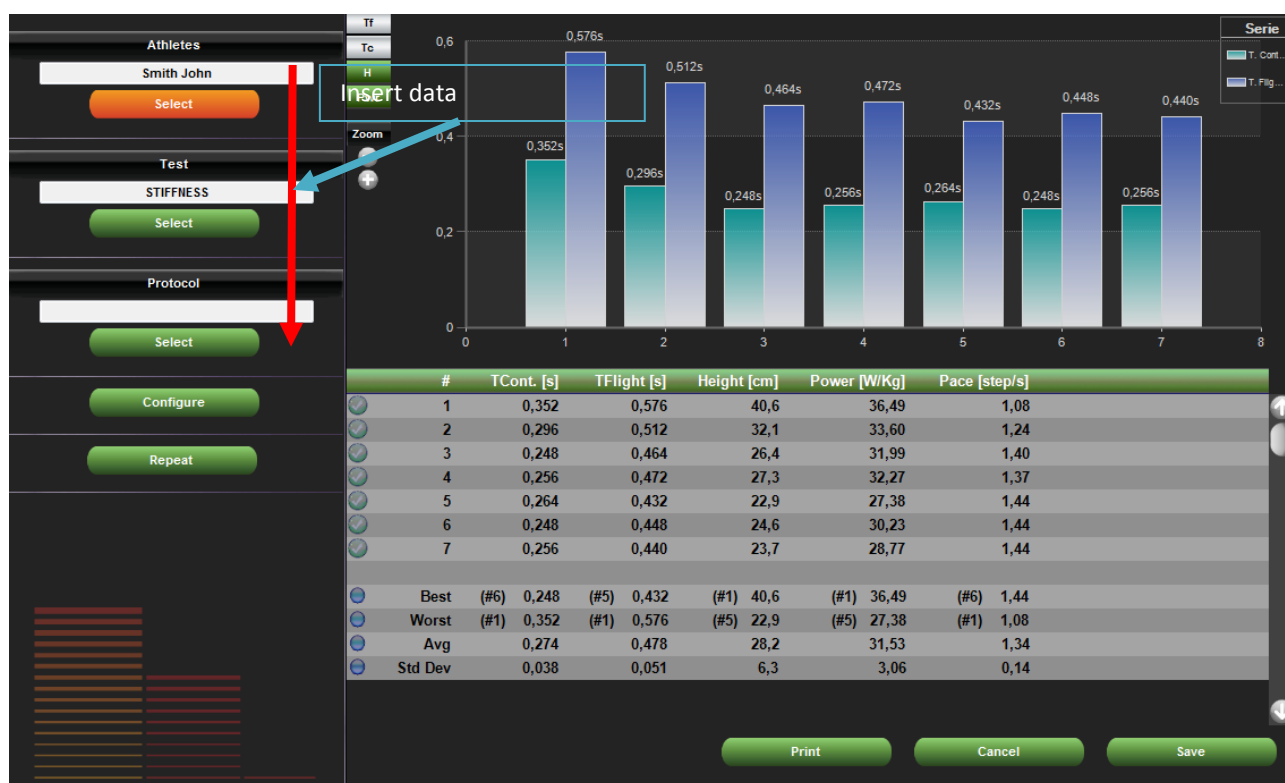 Athletes
Smith John
Select
Test
STIFFNESS
Select
Protocol
Select
Configure
Repeat
Tf
Tc
H
Zoom
Insert data
Serie
T. Cont...
T. Flig...
0,6
0,4
0,2
0
0,352s
0,576s
0,296s
0,512s
0,248s
0,464s
0,256s
0,472s
0,264s
0,432s
0,248s
0,448s
0,256s
0,440s
0 1 2 3 4 5 6 7 8
# TCont. [s] TFlight [s] Height [cm] Power [W/Kg] Pace [step/s]
1 0,352 0,576 40,6 36,49 1,08
2 0,296 0,512 32,1 33,60 1,24
3 0,248 0,464 26,4 31,99 1,40
4 0,256 0,472 27,3 32,27 1,37
5 0,264 0,432 22,9 27,38 1,44
6 0,248 0,448 24,6 30,23 1,44
7 0,256 0,440 23,7 28,77 1,44
Best (#6) 0,248 (#5) 0,432 (#1) 40,6 (#1) 36,49 (#6) 1,44
Worst (#1) 0,352 (#1) 0,576 (#5) 22,9 (#5) 27,38 (#1) 1,08
Avg 0,274 0,478 28,2 31,53 1,34
Std Dev 0,038 0,051 6,3 3,06 0,14
Print
Cancel
Save